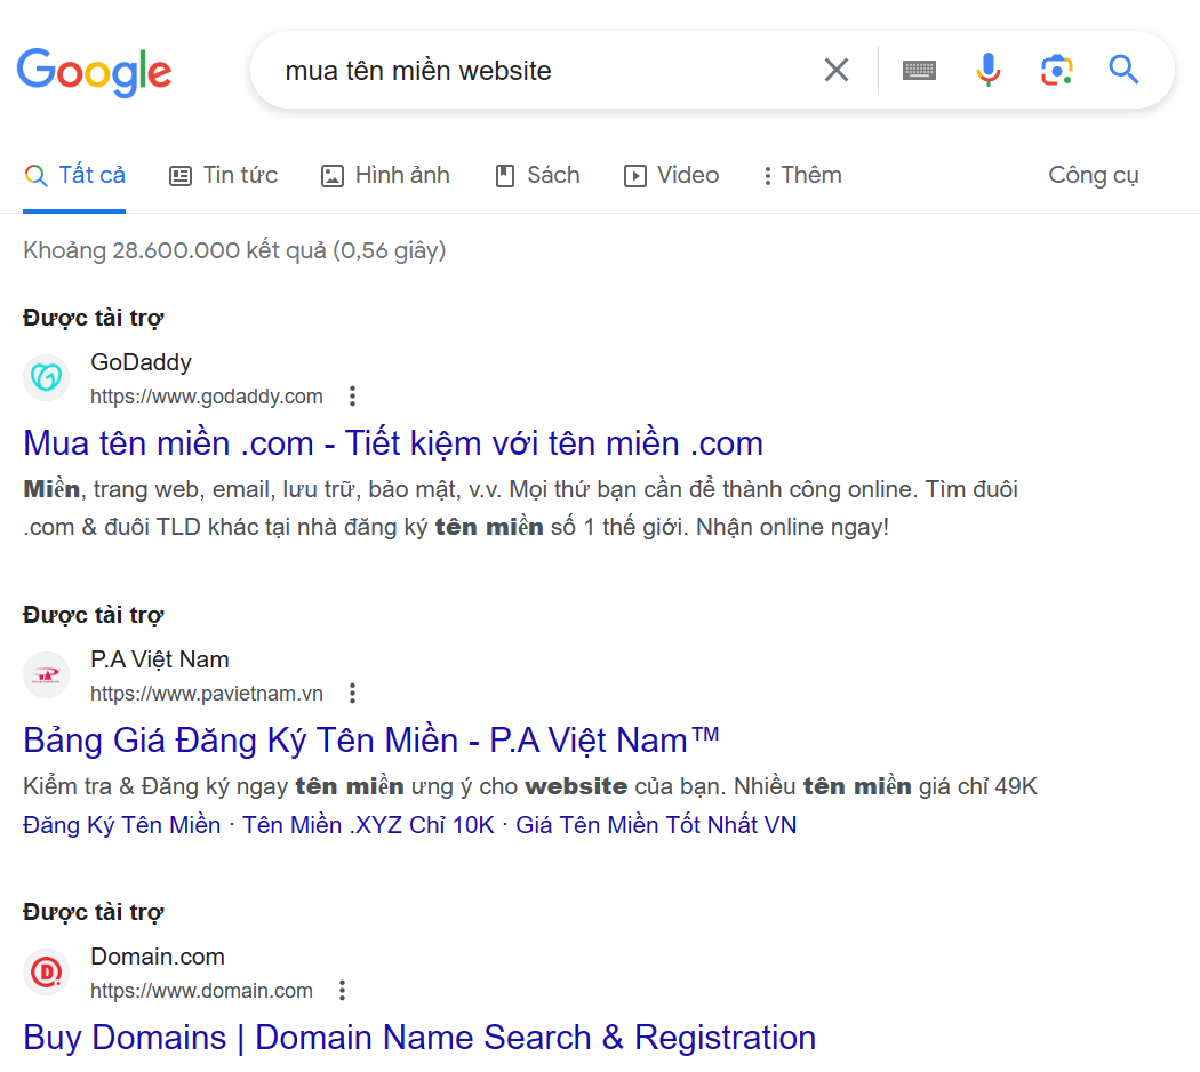 Google
mua tên miền website
Tất cả
Tin tức
Hình ảnh
Sách
Video
Thêm
Công cụ
Khoảng 28.600.000 kết quả (0,56 giây)
Được tài trợ
GoDaddy
https://www.godaddy.com
Mua tên miền .com - Tiết kiệm với tên miền .com
Miền, trang web, email, lưu trữ, bảo mật, v.v. Mọi thứ bạn cần để thành công online. Tìm đuôi
.com & đuôi TLD khác tại nhà đăng ký tên miền số 1 thế giới. Nhận online ngay!
Được tài trợ
P.A Việt Nam
https://www.pavietnam.vn
Bảng Giá Đăng Ký Tên Miền - P.A Việt Nam™
Kiểm tra & Đăng ký ngay tên miền ưng ý cho website của bạn. Nhiều tên miền giá chỉ 49K
Đăng Ký Tên Miền · Tên Miền .XYZ Chỉ 10K · Giá Tên Miền Tốt Nhất VN
Được tài trợ
Domain.com
https://www.domain.com
Buy Domains | Domain Name Search & Registration